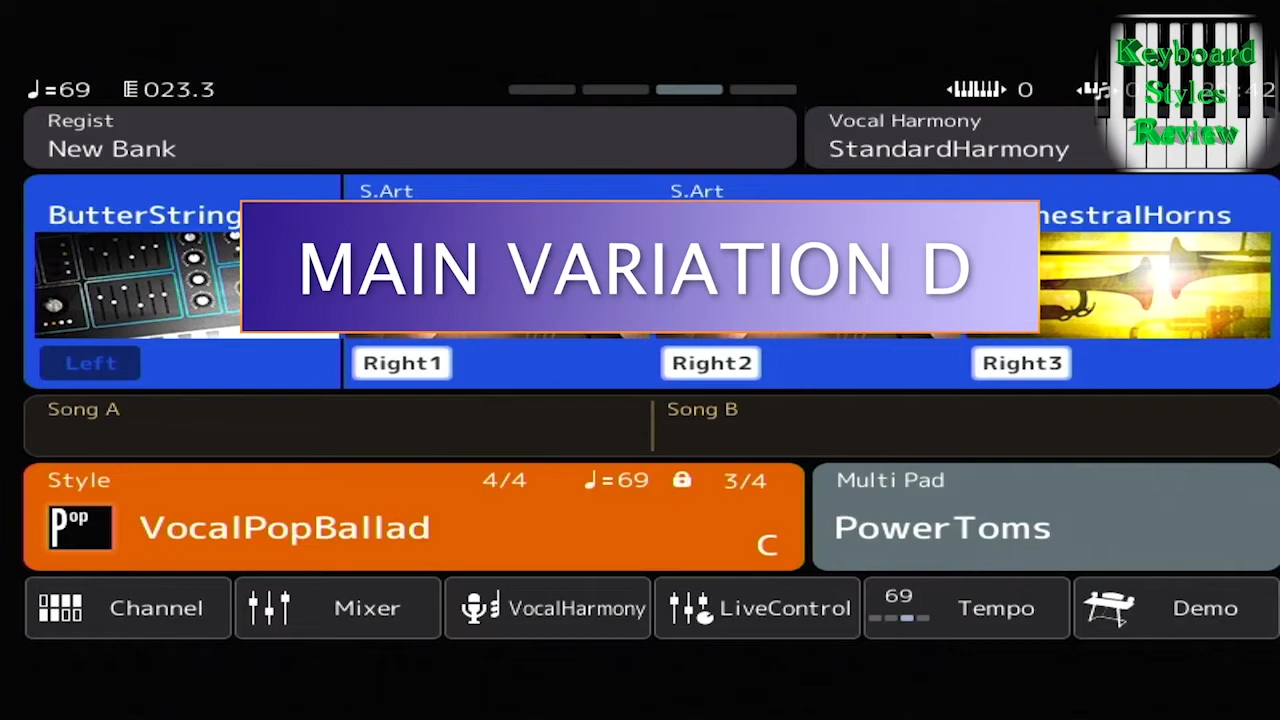 ♩=69 023.3 0
Keyboard
Styles
Review
Regist
New Bank
Vocal Harmony
StandardHarmony
S.Art
S.Art
ButterString
hestralHorns
MAIN VARIATION D
Left
Right1
Right2
Right3
Song A
Song B
Style
4/4 ♩=69 3/4
Pop
VocalPopBallad
C
Multi Pad
PowerToms
Channel
Mixer
VocalHarmony
LiveControl
69
Tempo
Demo